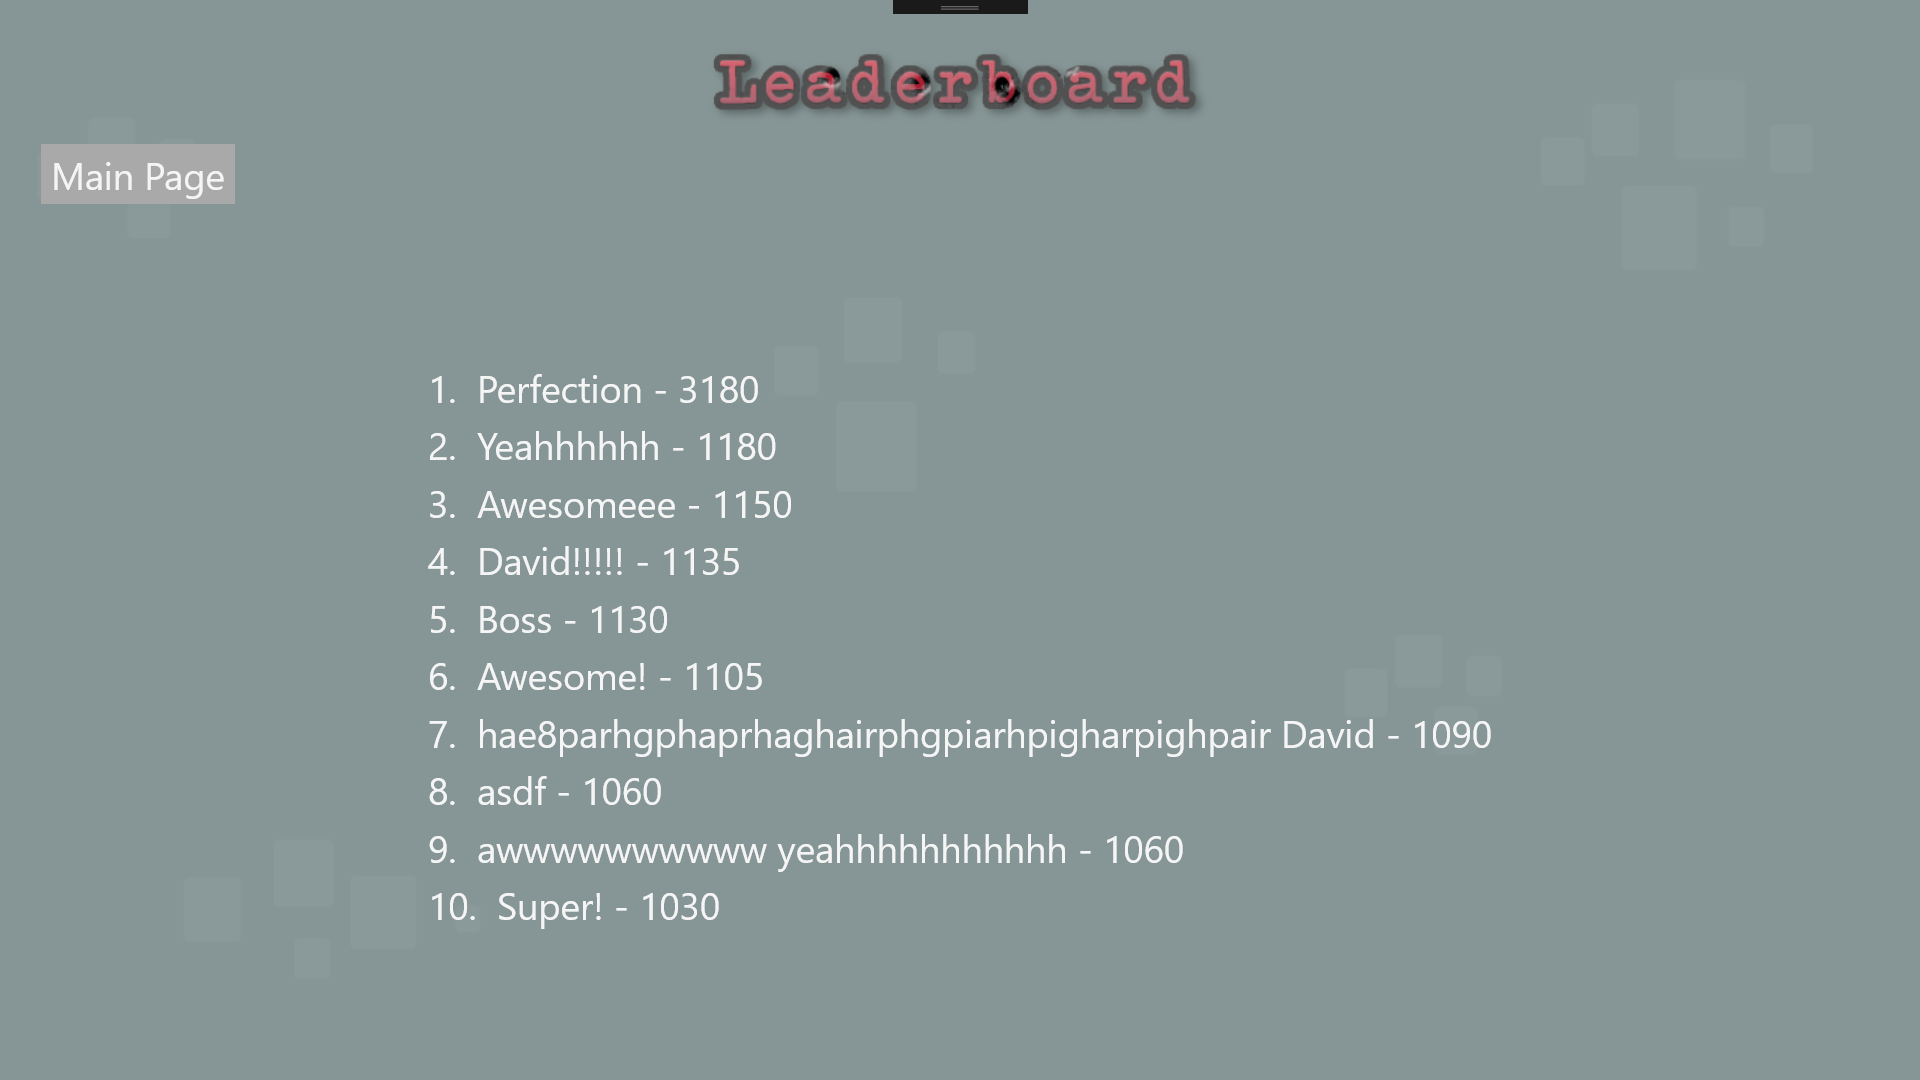 Leaderboard
Main Page
1. Perfection - 3180
2. Yeahhhhhh - 1180
3. Awesomeee - 1150
4. David!!!!! - 1135
5. Boss - 1130
6. Awesome! - 1105
7. hae8parhgphaprhaghairphgpiarhpigharpighpair David - 1090
8. asdf - 1060
9. awwwwwwwwww yeahhhhhhhhhhh - 1060
10. Super! - 1030